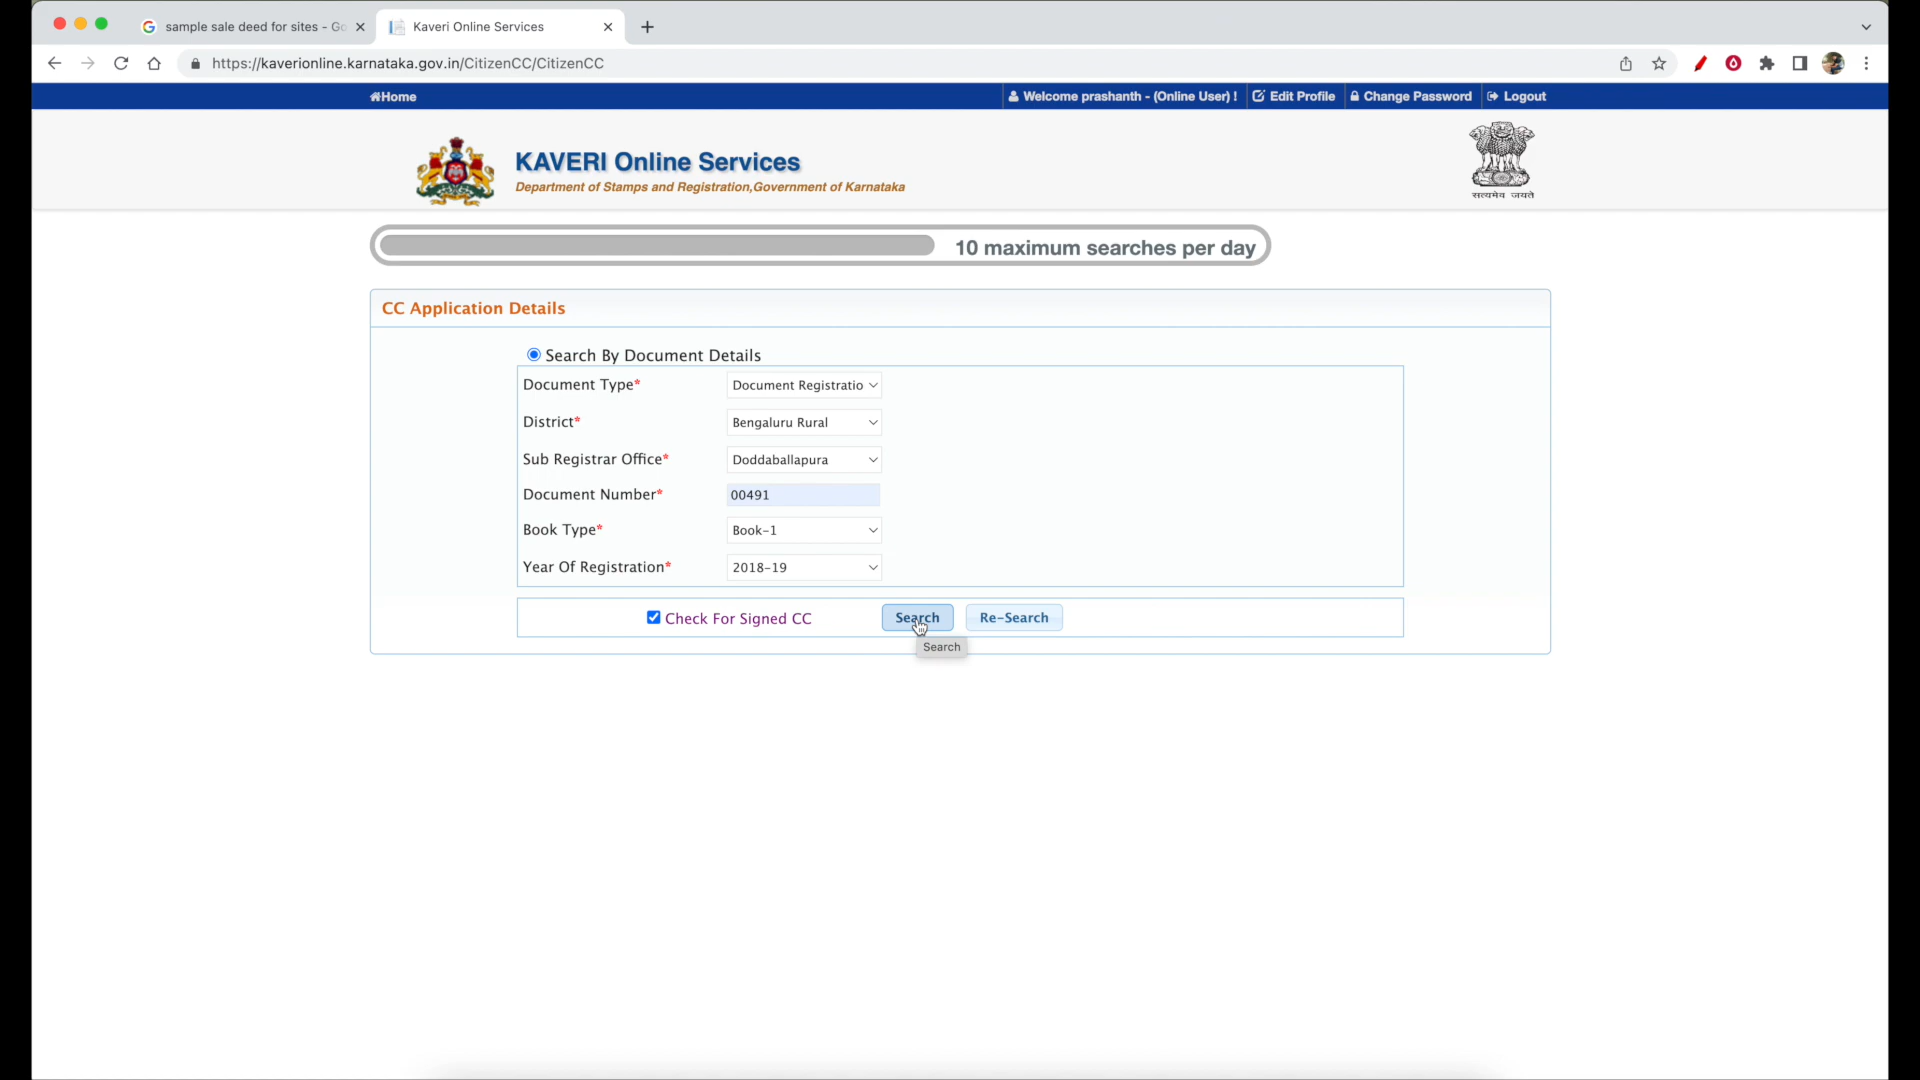 sample sale deed for sites - Go
Kaveri Online Services
https://kaverionline.karnataka.gov.in/CitizenCC/CitizenCC
Home
Welcome prashanth - (Online User) !
Edit Profile
Change Password
Logout
KAVERI Online Services
Department of Stamps and Registration,Government of Karnataka
सत्यमेव जयते
10 maximum searches per day
CC Application Details
Search By Document Details
Document Type* Document Registratio
District* Bengaluru Rural
Sub Registrar Office* Doddaballapura
Document Number* 00491
Book Type* Book-1
Year Of Registration* 2018-19
Check For Signed CC Search Re-Search
Search